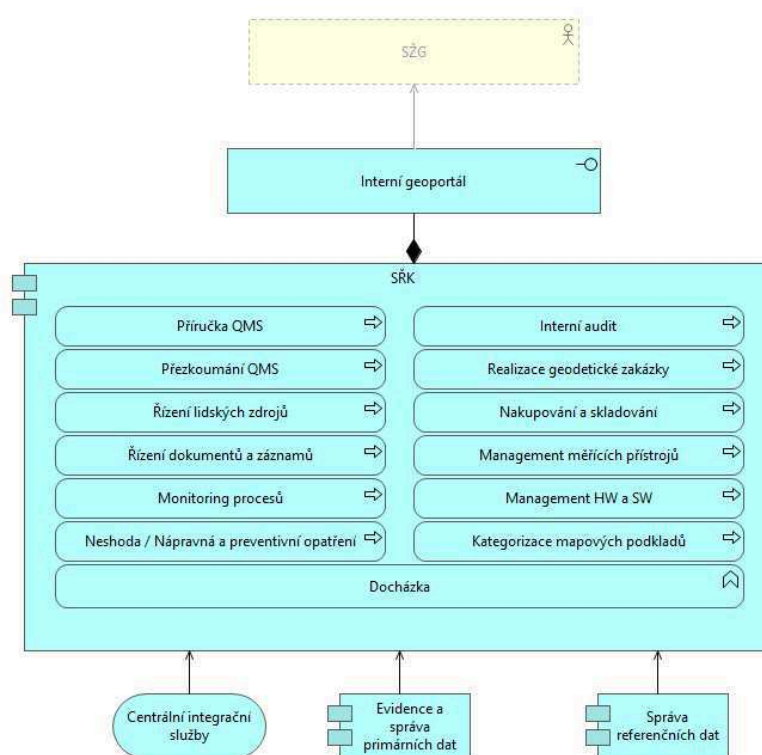 SŽG
Interní geoportál
SŘK
Příručka QMS
Interní audit
Přezkoumání QMS
Realizace geodetické zakázky
Řízení lidských zdrojů
Nakupování a skladování
Řízení dokumentů a záznamů
Management měřících přístrojů
Monitoring procesů
Management HW a SW
Neshoda / Nápravná a preventivní opatření
Kategorizace mapových podkladů
Docházka
Centrální integrační
služby
Evidence a
správa
primárních dat
Správa
referenčních dat